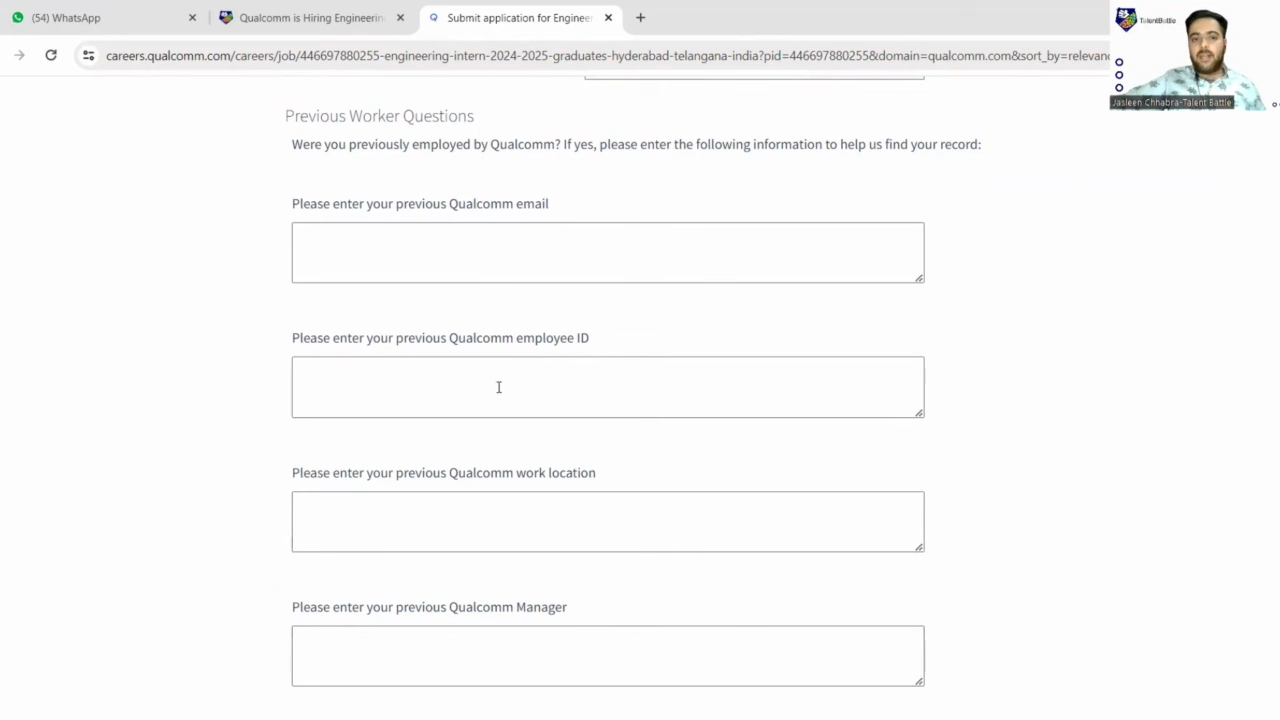 (54) WhatsApp
Qualcomm is Hiring Engineerin
Submit application for Enginee
careers.qualcomm.com/careers/job/446697880255-engineering-intern-2024-2025-graduates-hyderabad-telangana-india?pid=446697880255&domain=qualcomm.com&sort_by=relevanc
TalentBattle
Jasleen Chhabra-Talent Battle
Previous Worker Questions
Were you previously employed by Qualcomm? If yes, please enter the following information to help us find your record:
Please enter your previous Qualcomm email
Please enter your previous Qualcomm employee ID
Please enter your previous Qualcomm work location
Please enter your previous Qualcomm Manager